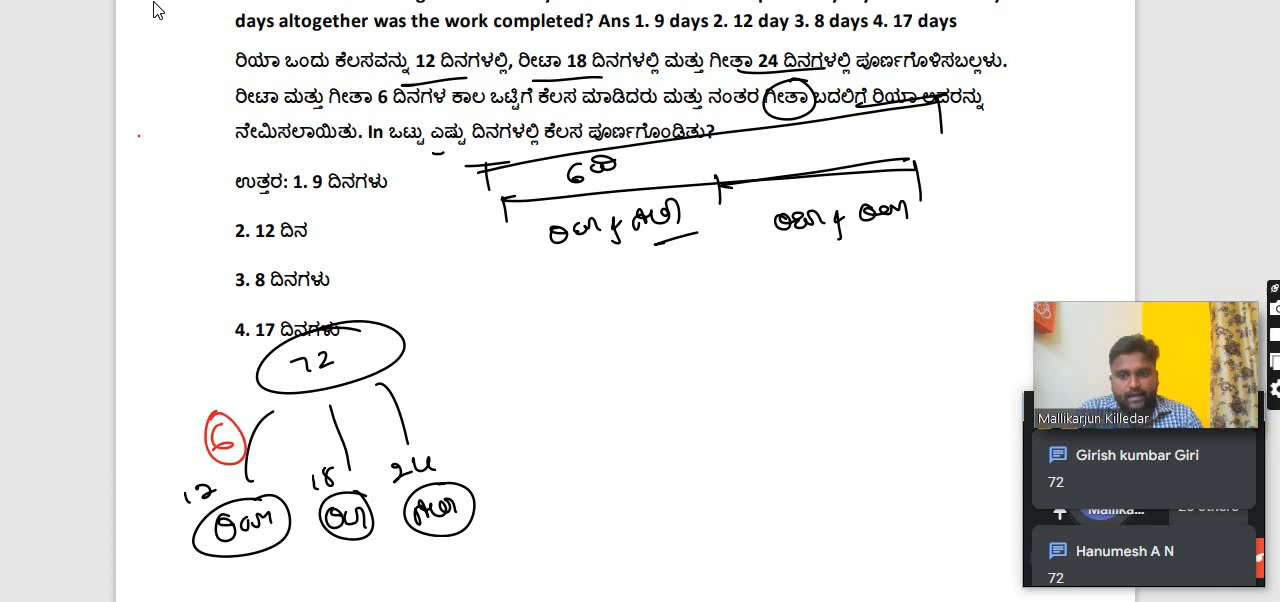 days altogether was the work completed? Ans 1. 9 days 2. 12 day 3. 8 days 4. 17 days
ರಿಯಾ ಒಂದು ಕೆಲಸವನ್ನು 12 ದಿನಗಳಲ್ಲಿ, ರೀಟಾ 18 ದಿನಗಳಲ್ಲಿ ಮತ್ತು ಗೀತಾ 24 ದಿನಗಳಲ್ಲಿ ಪೂರ್ಣಗೊಳಿಸಬಲ್ಲಳು.
ರೀಟಾ ಮತ್ತು ಗೀತಾ 6 ದಿನಗಳ ಕಾಲ ಒಟ್ಟಿಗೆ ಕೆಲಸ ಮಾಡಿದರು ಮತ್ತು ನಂತರ ಗೀತಾ ಬದಲಿಗೆ ರಿಯಾ ಅವರನ್ನು
ನೇಮಿಸಲಾಯಿತು. In ಒಟ್ಟು ಎಷ್ಟು ದಿನಗಳಲ್ಲಿ ಕೆಲಸ ಪೂರ್ಣಗೊಂಡಿತು?
6
ಉತ್ತರ: 1. 9 ದಿನಗಳು
2. 12 ದಿನ
3. 8 ದಿನಗಳು
4. 17 ದಿನಗಳು
72
6
12 18 24
Mallikarjun Killedar
Girish kumbar Giri
72
Mallika...
Hanumesh A N
72